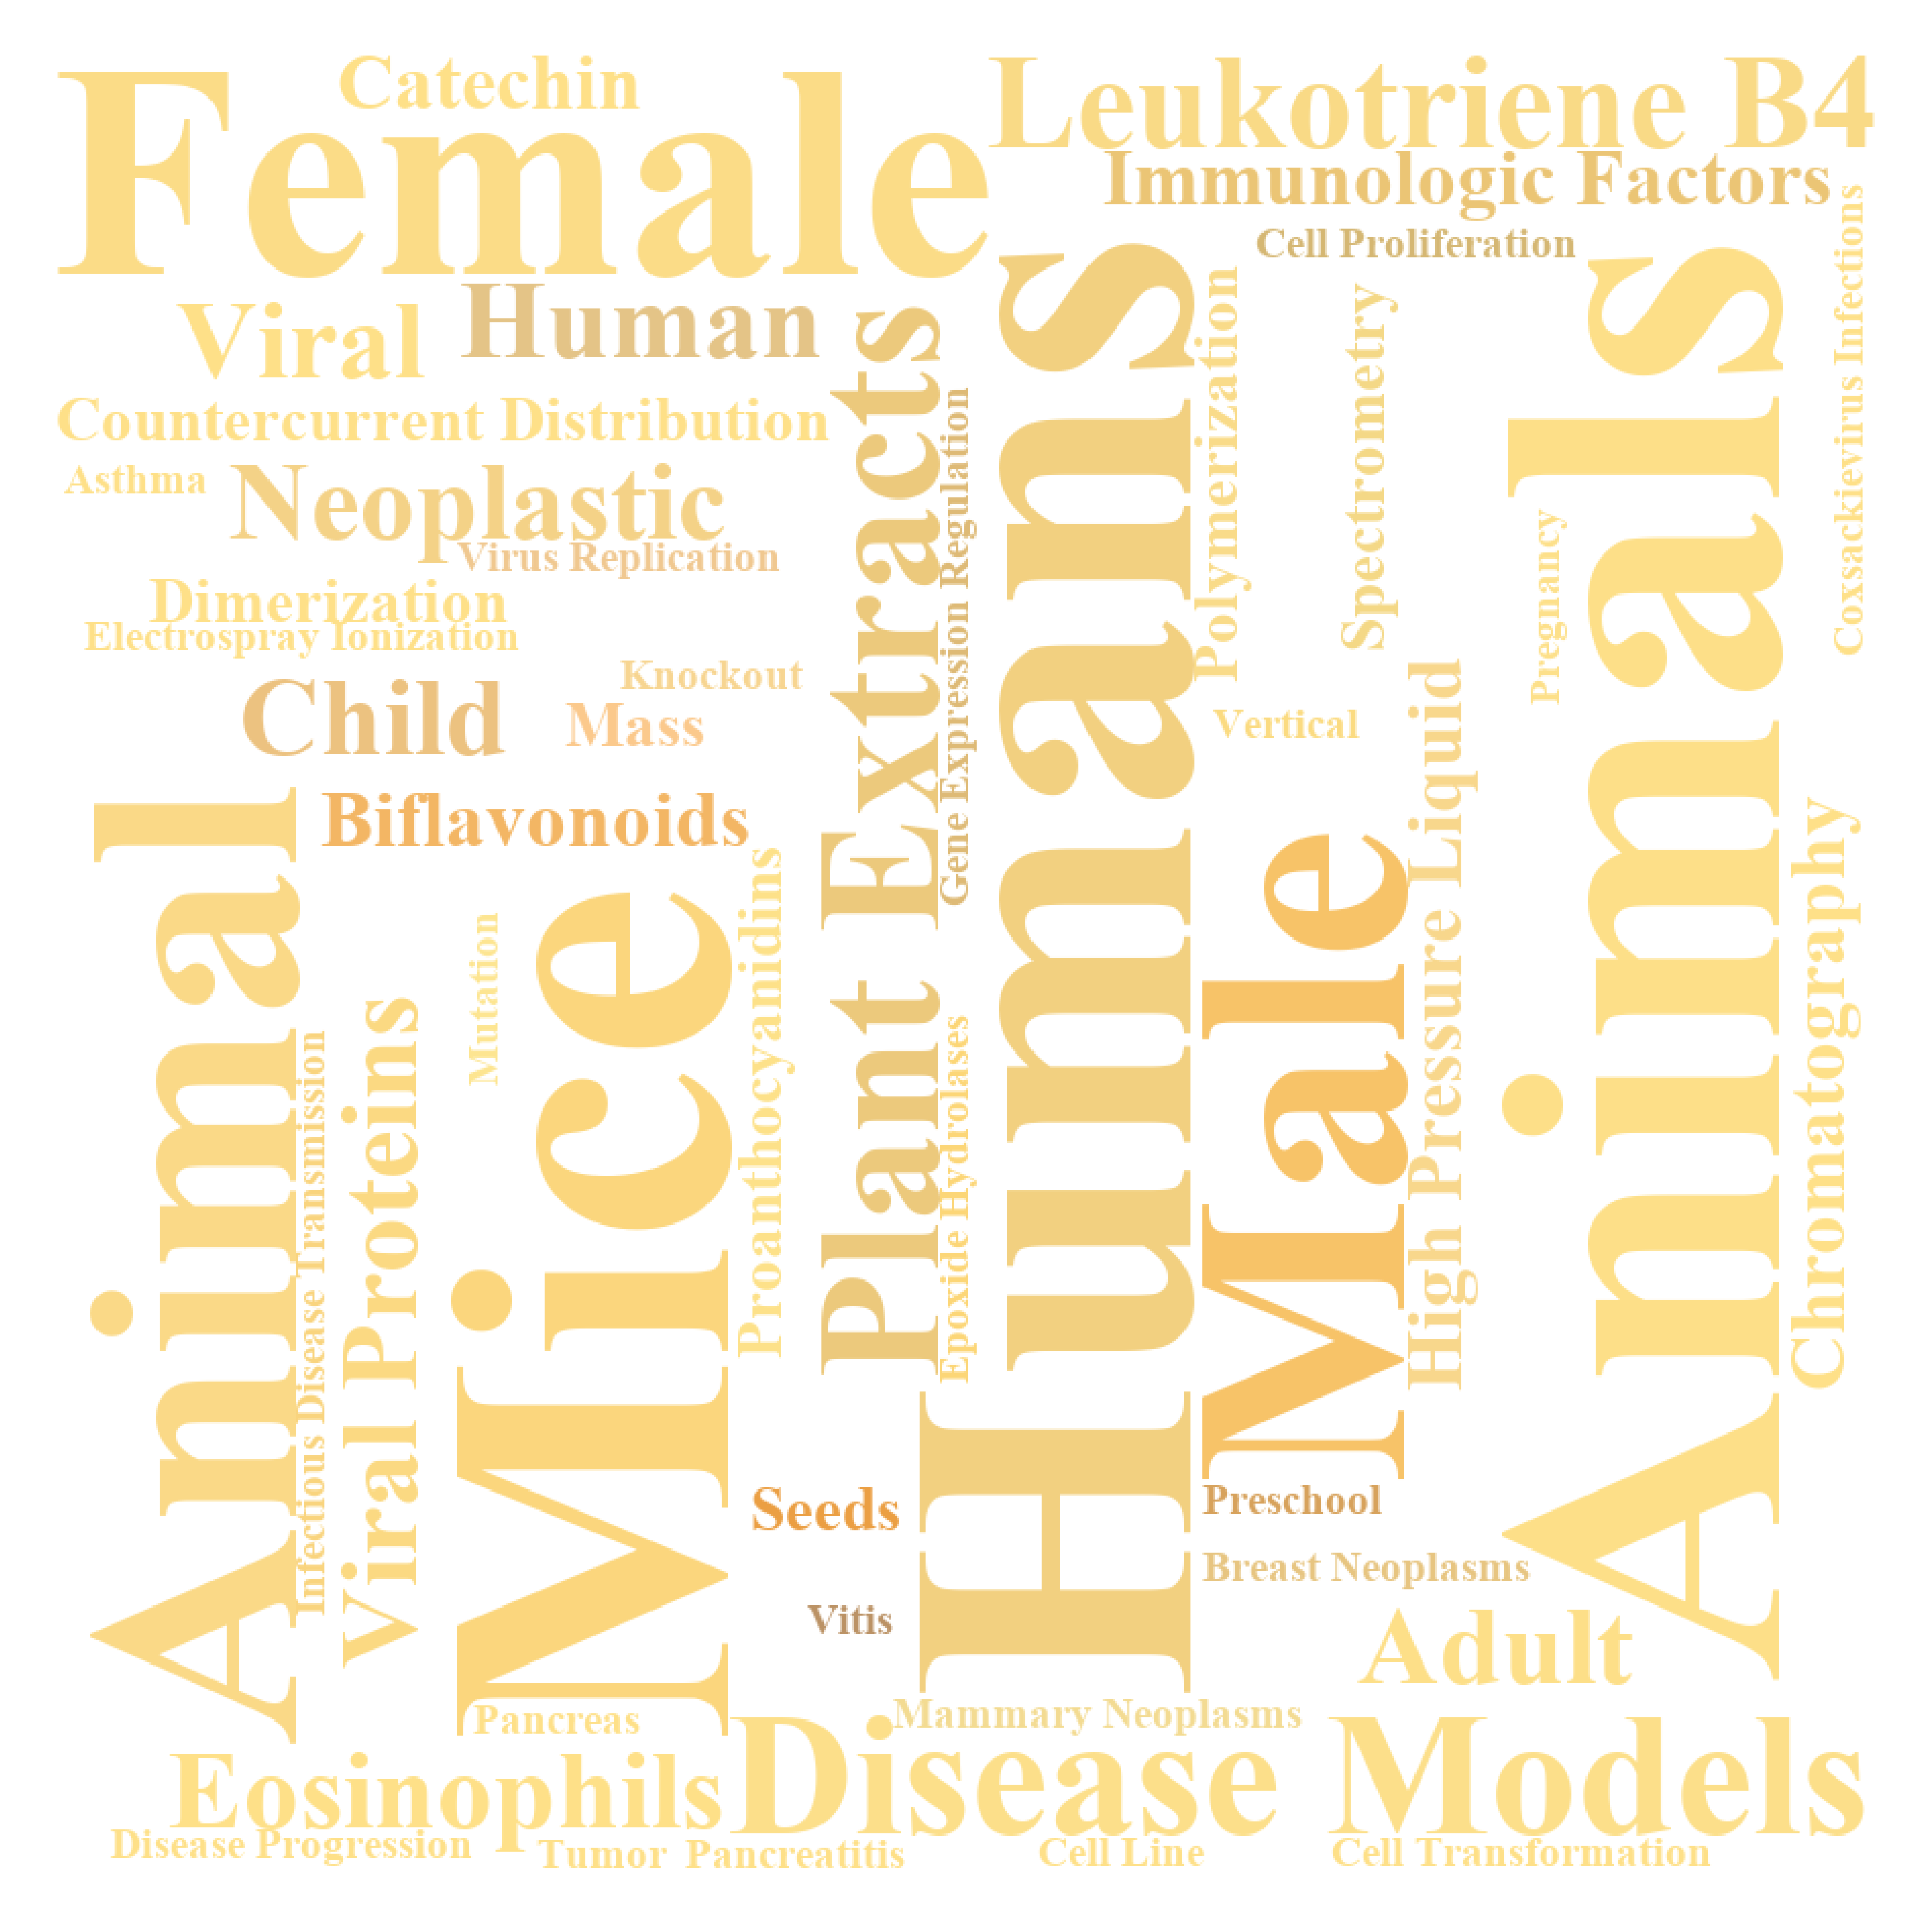 Catechin
Female
Leukotriene B4
Immunologic Factors
Cell Proliferation
Viral
Human
Countercurrent Distribution
Asthma
Neoplastic
Virus Replication
Dimerization
Electrospray Ionization
Knockout
Child
Mass
Biflavonoids
Plant Extracts
Gene Expression Regulation
Humans
Polymerization
Spectrometry
Pregnancy
Animals
Coxsackievirus Infections
Vertical
High Pressure Liquid
Male
Chromatography
Animal
Infectious Disease Transmission
Viral Proteins
Mutation
Mice
Proanthocyanidins
Epoxide Hydrolases
Seeds
Preschool
Breast Neoplasms
Vitis
Adult
Pancreas
Mammary Neoplasms
Eosinophils
Disease Models
Disease Progression
Tumor
Pancreatitis
Cell Line
Cell Transformation